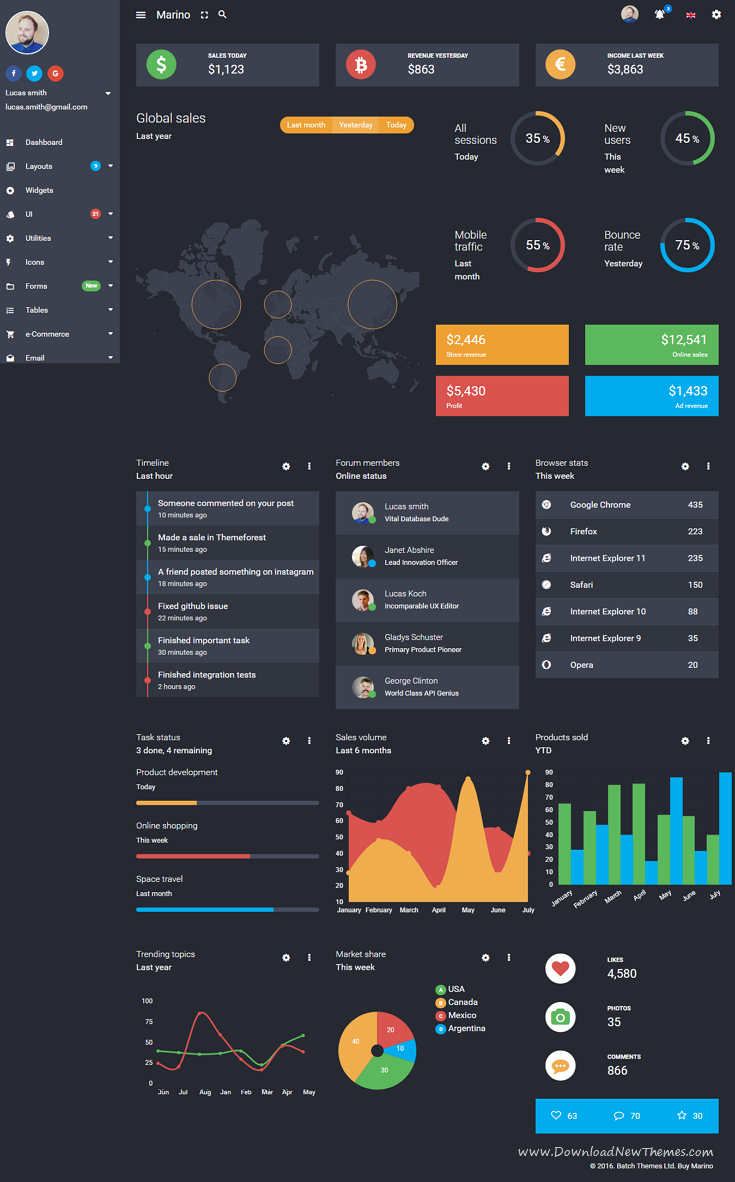 Marino
3
Lucas smith
lucas.smith@gmail.com
Dashboard
Layouts 9
Widgets
UI 21
Utilities
Icons
Forms New
Tables
e-Commerce
Email
SALES TODAY
$1,123
REVENUE YESTERDAY
$863
INCOME LAST WEEK
$3,863
Global sales
Last year
Last month Yesterday Today
All sessions
Today
35 %
New users
This week
45 %
Mobile traffic
Last month
55 %
Bounce rate
Yesterday
75 %
$2,446
Store revenue
$12,541
Online sales
$5,430
Profit
$1,433
Ad revenue
Timeline
Last hour
Someone commented on your post
10 minutes ago
Made a sale in Themeforest
15 minutes ago
A friend posted something on instagram
18 minutes ago
Fixed github issue
22 minutes ago
Finished important task
30 minutes ago
Finished integration tests
2 hours ago
Forum members
Online status
Lucas smith
Vital Database Dude
Janet Abshire
Lead Innovation Officer
Lucas Koch
Incomparable UX Editor
Gladys Schuster
Primary Product Pioneer
George Clinton
World Class API Genius
Browser stats
This week
Google Chrome 435
Firefox 223
Internet Explorer 11 235
Safari 150
Internet Explorer 10 88
Internet Explorer 9 35
Opera 20
Task status
3 done, 4 remaining
Product development
Today
Online shopping
This week
Space travel
Last month
Sales volume
Last 6 months
90
80
70
60
50
40
30
20
10
January February March April May June July
Products sold
YTD
90
80
70
60
50
40
30
20
10
0
January February March April May June July
Trending topics
Last year
100
75
50
25
0
Jun Jul Aug Jan Feb Mar Apr May
Market share
This week
A USA
B Canada
C Mexico
D Argentina
20
10
30
40
LIKES
4,580
PHOTOS
35
COMMENTS
866
63 70 30
www.DownloadNewThemes.com
© 2016. Batch Themes Ltd. Buy Marino